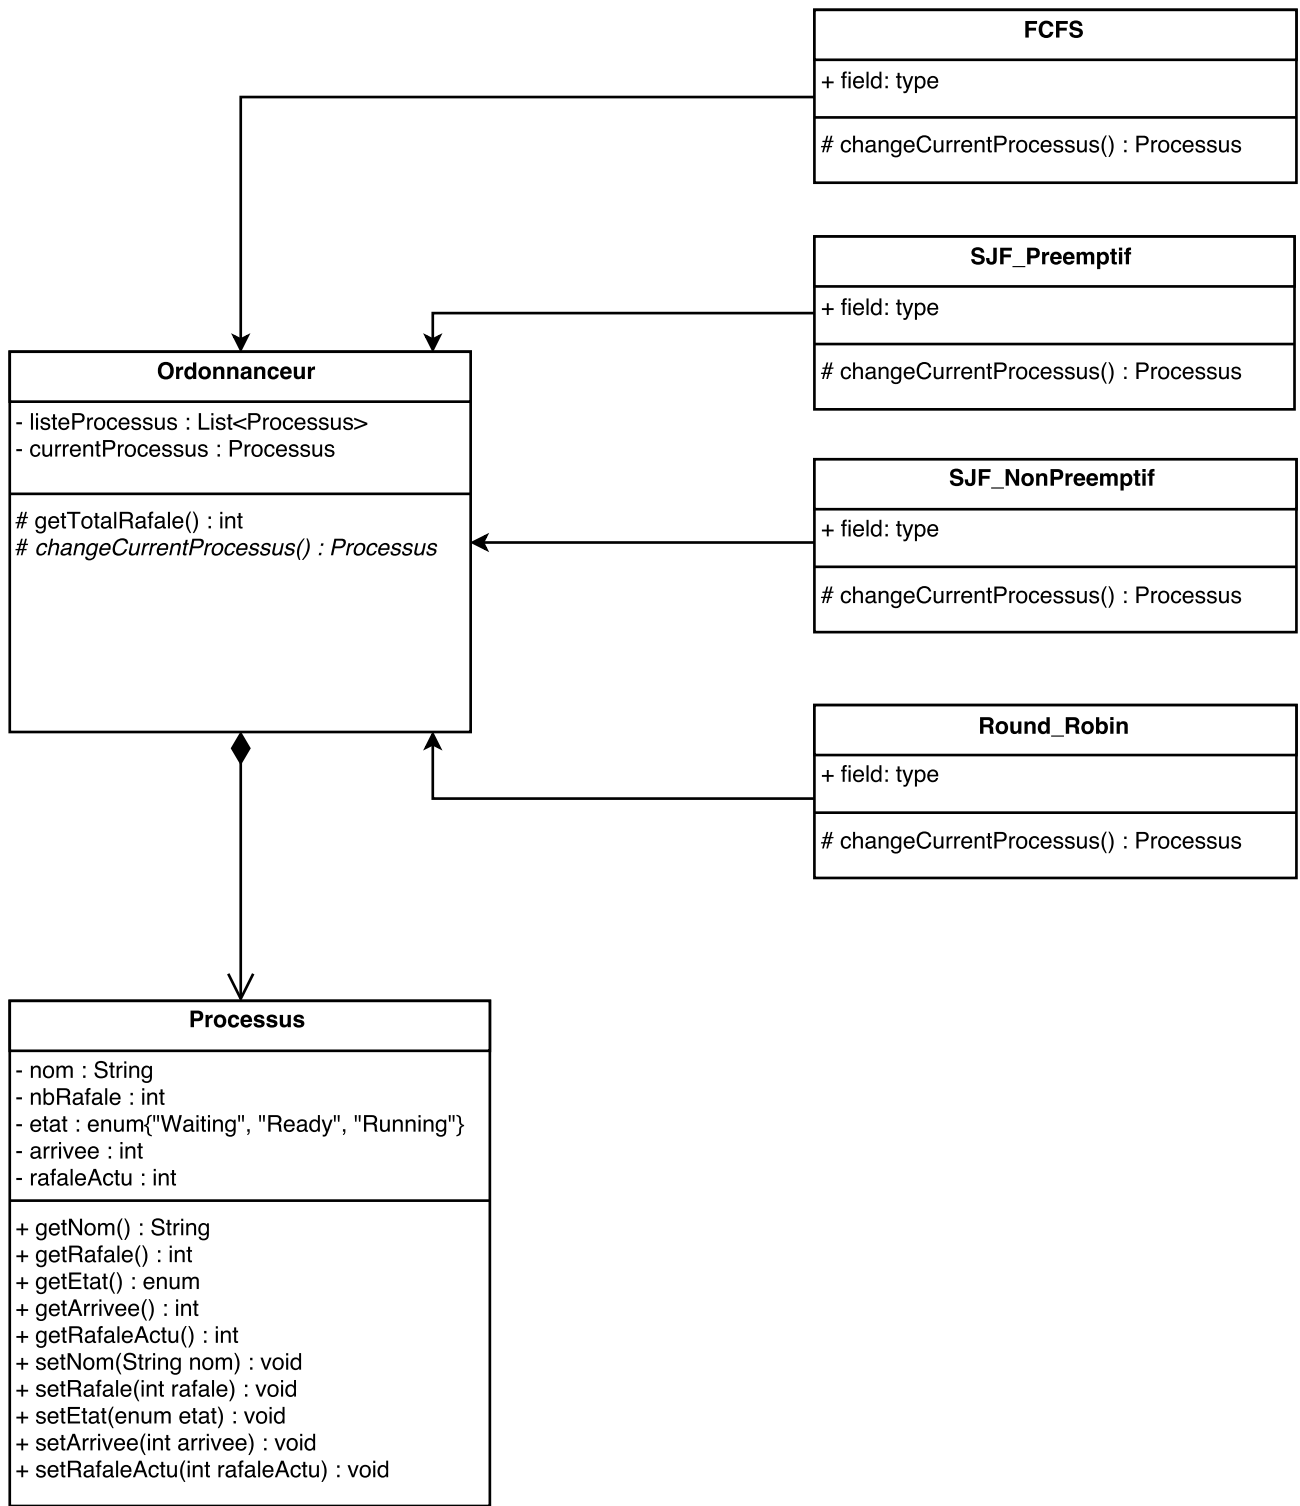 FCFS
+ field: type
# changeCurrentProcessus() : Processus
SJF_Preemptif
+ field: type
# changeCurrentProcessus() : Processus
Ordonnanceur
- listeProcessus : List<Processus>
- currentProcessus : Processus
# getTotalRafale() : int
# changeCurrentProcessus() : Processus
SJF_NonPreemptif
+ field: type
# changeCurrentProcessus() : Processus
Round_Robin
+ field: type
# changeCurrentProcessus() : Processus
Processus
- nom : String
- nbRafale : int
- etat : enum{"Waiting", "Ready", "Running"}
- arrivee : int
- rafaleActu : int
+ getNom() : String
+ getRafale() : int
+ getEtat() : enum
+ getArrivee() : int
+ getRafaleActu() : int
+ setNom(String nom) : void
+ setRafale(int rafale) : void
+ setEtat(enum etat) : void
+ setArrivee(int arrivee) : void
+ setRafaleActu(int rafaleActu) : void